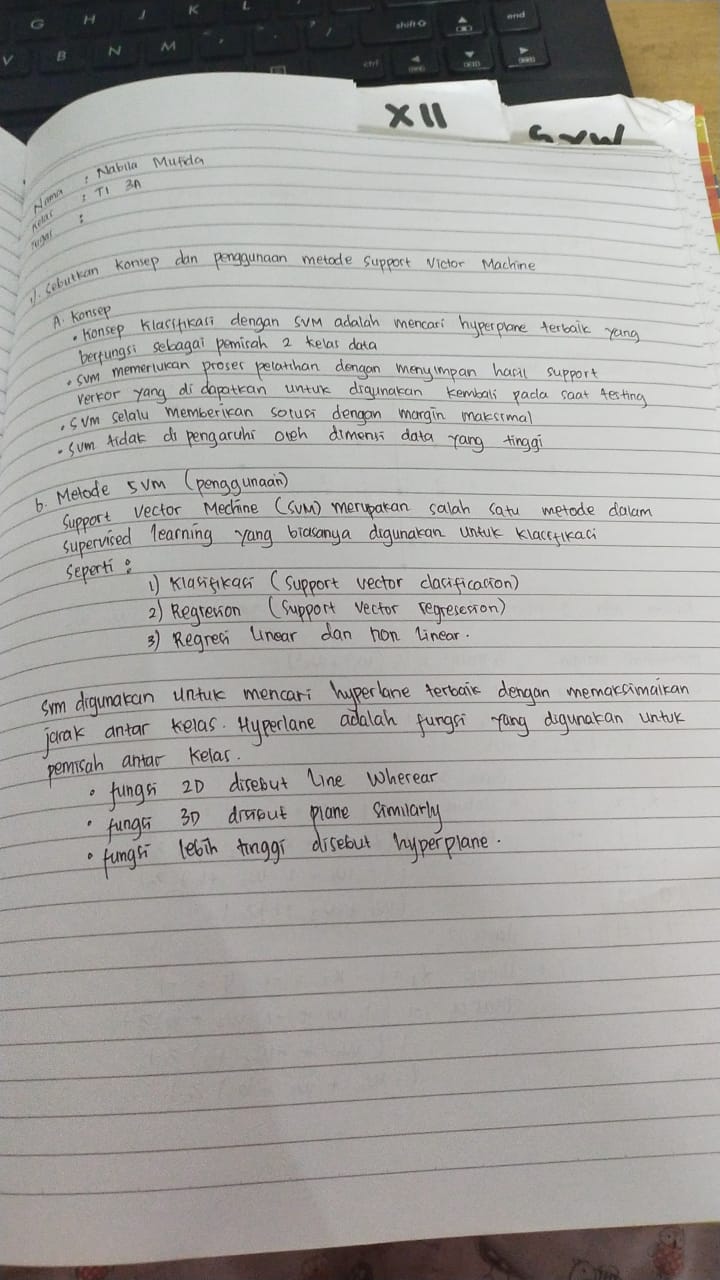 G H J K L shift end
V B N M , . ? / ctrl
XII
SVM
Nama : Nabila Mufida
Kelas : TI 3A
Tugas :
1). Sebutkan konsep dan penggunaan metode Support Victor Machine
A. Konsep
• Konsep Klasifikasi dengan SVM adalah mencari hyperplane terbaik yang
berfungsi sebagai pemisah 2 kelas data
• SVM memerlukan proses pelatihan dengan menyimpan hasil support
verkor yang di dapatkan untuk digunakan kembali pada saat testing
• SVM selalu memberikan solusi dengan margin maksimal
• SVM tidak di pengaruhi oleh dimensi data yang tinggi
b. Metode SVM (penggunaan)
Support Vector Mechine (SVM) merupakan salah satu metode dalam
supervised learning yang biasanya digunakan untuk klasifikasi
seperti :
1) Klasifikasi (Support vector clasification)
2) Regresion (Support vector regresesion)
3) Regresi linear dan non linear.
SVM digunakan untuk mencari hyperlane terbaik dengan memaksimalkan
jarak antar kelas. Hyperlane adalah fungsi yang digunakan untuk
pemisah antar kelas.
• fungsi 2D disebut line Wherear
• fungsi 3D disebut plane similarly
• fungsi lebih tinggi disebut hyperplane.